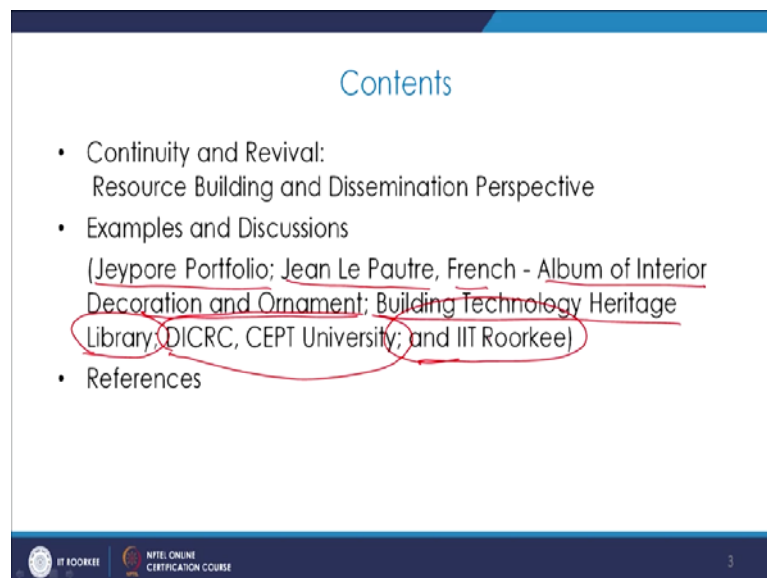 Contents
• Continuity and Revival:
Resource Building and Dissemination Perspective
• Examples and Discussions
(Jeypore Portfolio; Jean Le Pautre, French - Album of Interior
Decoration and Ornament; Building Technology Heritage
Library; DICRC, CEPT University; and IIT Roorkee)
• References
IIT ROORKEE
NPTEL ONLINE
CERTIFICATION COURSE
3